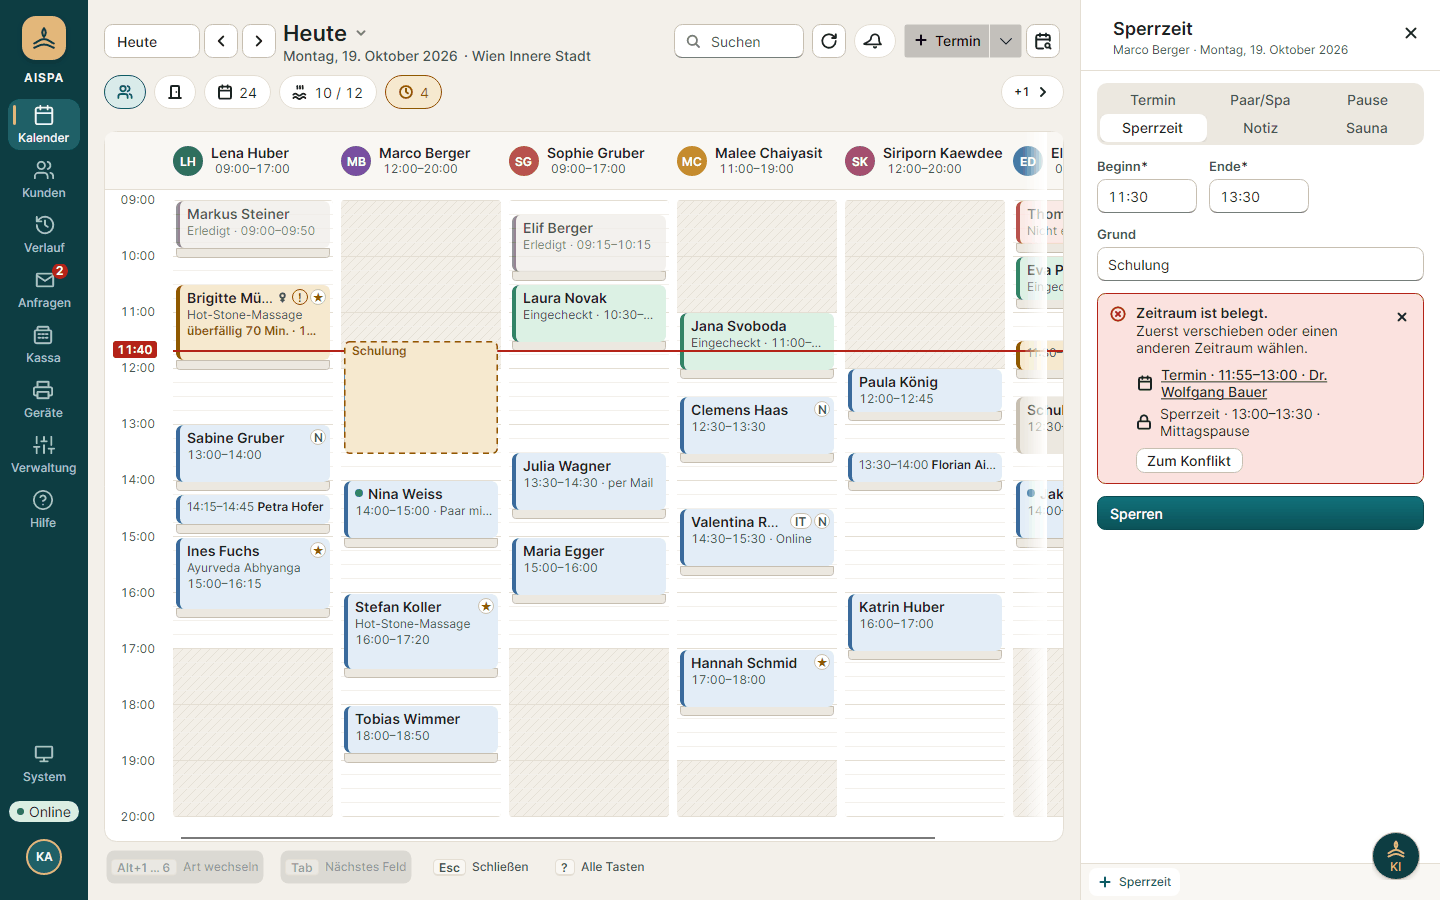 AISPA
Kalender
Kunden
Verlauf
2
Anfragen
Kassa
Geräte
Verwaltung
Hilfe
System
Online
KA
Heute
Heute
Montag, 19. Oktober 2026 · Wien Innere Stadt
Suchen
+ Termin
24
10 / 12
4
+1
LH Lena Huber
09:00–17:00
MB Marco Berger
12:00–20:00
SG Sophie Gruber
09:00–17:00
MC Malee Chaiyasit
11:00–19:00
SK Siriporn Kaewdee
12:00–20:00
ED
09:00
10:00
11:00
11:40
12:00
13:00
14:00
15:00
16:00
17:00
18:00
19:00
20:00
Markus Steiner
Erledigt · 09:00–09:50
Brigitte Mü...
Hot-Stone-Massage
überfällig 70 Min. · 1...
Sabine Gruber N
13:00–14:00
14:15–14:45 Petra Hofer
Ines Fuchs
Ayurveda Abhyanga
15:00–16:15
Schulung
Nina Weiss
14:00–15:00 · Paar mi...
Stefan Koller
Hot-Stone-Massage
16:00–17:20
Tobias Wimmer
18:00–18:50
Elif Berger
Erledigt · 09:15–10:15
Laura Novak
Eingecheckt · 10:30–...
Julia Wagner
13:30–14:30 · per Mail
Maria Egger
15:00–16:00
Jana Svoboda
Eingecheckt · 11:00–...
Clemens Haas N
12:30–13:30
Valentina R... IT N
14:30–15:30 · Online
Hannah Schmid
17:00–18:00
Paula König
12:00–12:45
13:30–14:00 Florian Ai...
Katrin Huber
16:00–17:00
Eva P
11:30
Alt+1 ... 6 Art wechseln
Tab Nächstes Feld
Esc Schließen
? Alle Tasten
Sperrzeit
Marco Berger · Montag, 19. Oktober 2026
Termin Paar/Spa Pause
Sperrzeit Notiz Sauna
Beginn* Ende*
11:30 13:30
Grund
Schulung
Zeitraum ist belegt.
Zuerst verschieben oder einen
anderen Zeitraum wählen.
Termin · 11:55–13:00 · Dr.
Wolfgang Bauer
Sperrzeit · 13:00–13:30 ·
Mittagspause
Zum Konflikt
Sperren
+ Sperrzeit
KI